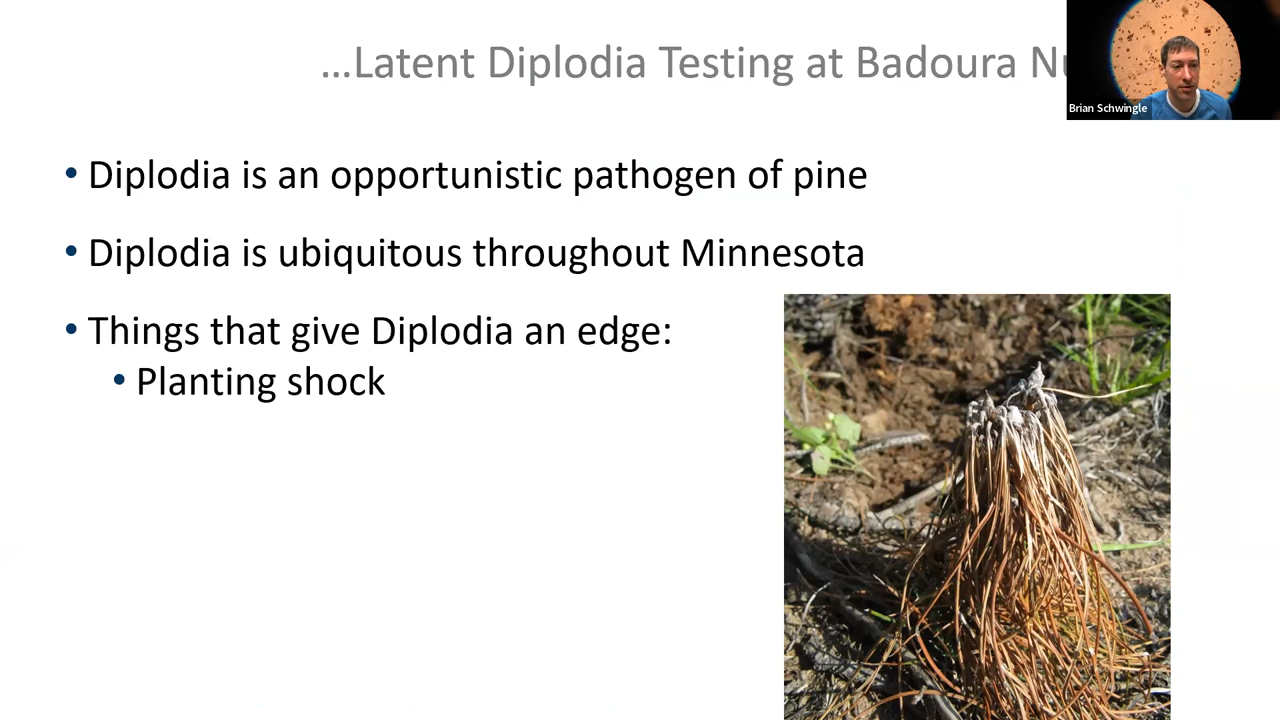 ...Latent Diplodia Testing at Badoura
Brian Schwingle
• Diplodia is an opportunistic pathogen of pine
• Diplodia is ubiquitous throughout Minnesota
• Things that give Diplodia an edge:
• Planting shock